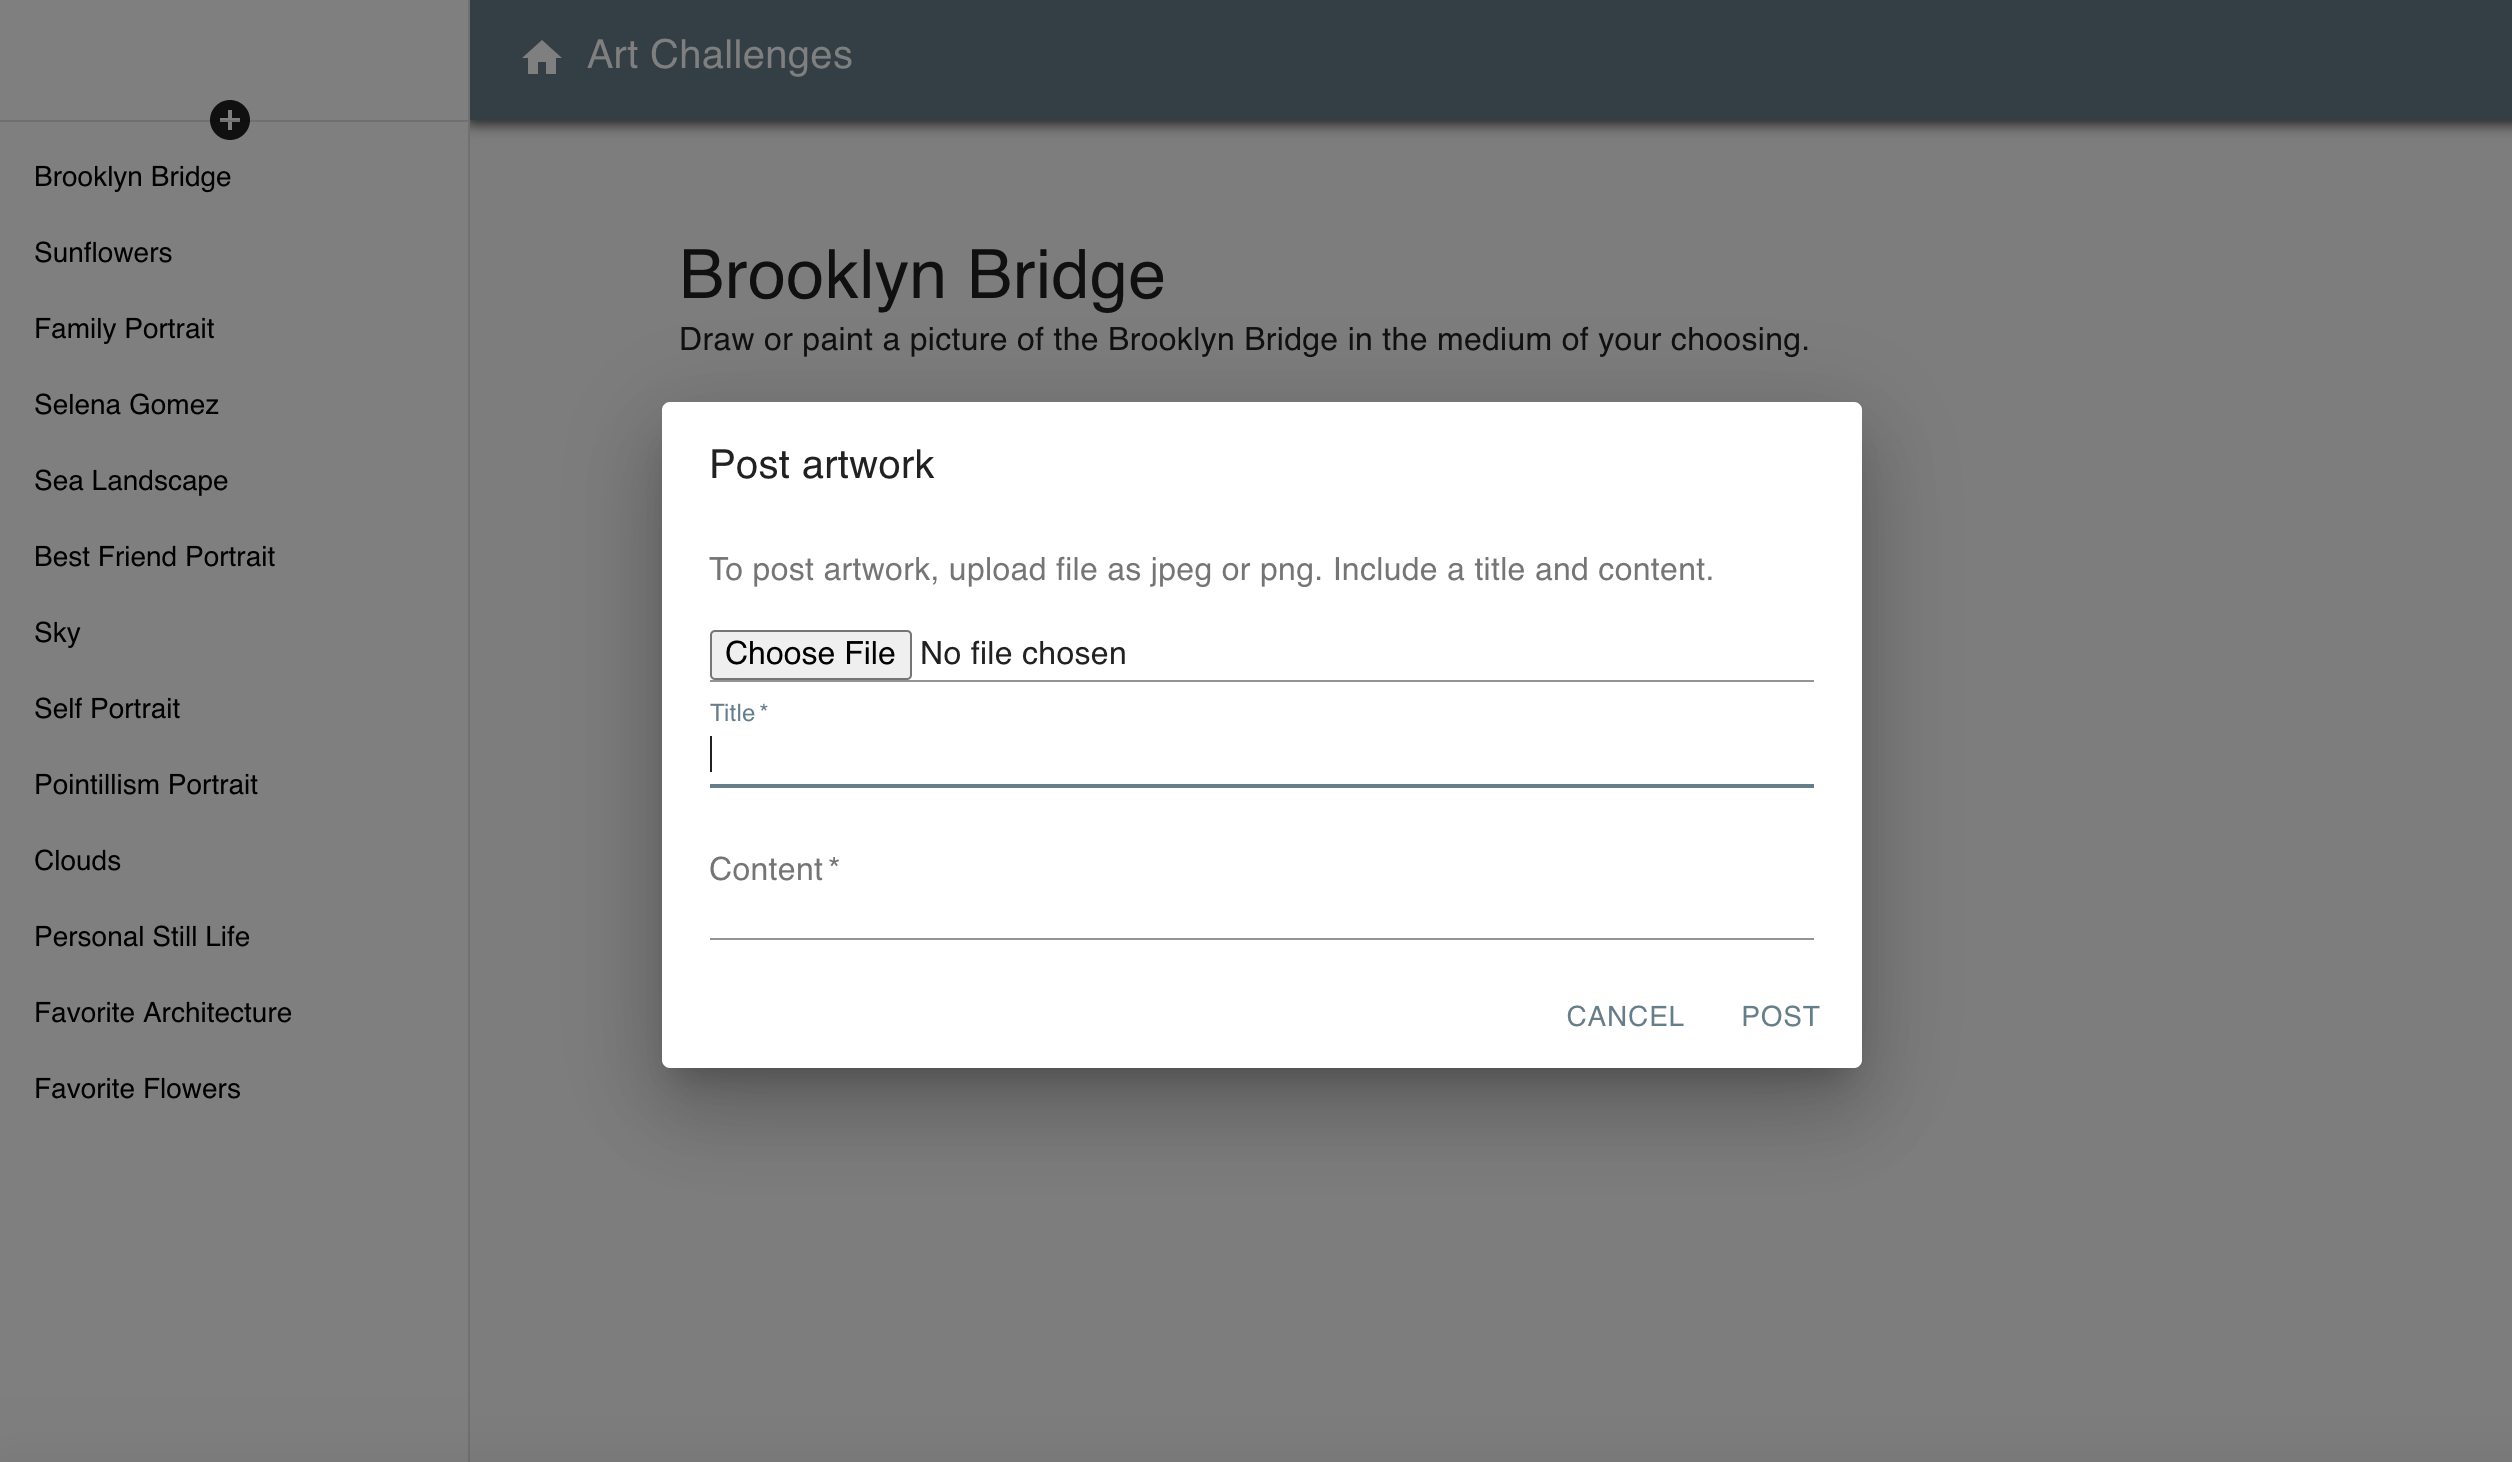 Art Challenges
Brooklyn Bridge
Sunflowers
Family Portrait
Selena Gomez
Sea Landscape
Best Friend Portrait
Sky
Self Portrait
Pointillism Portrait
Clouds
Personal Still Life
Favorite Architecture
Favorite Flowers
Brooklyn Bridge
Draw or paint a picture of the Brooklyn Bridge in the medium of your choosing.
Post artwork
To post artwork, upload file as jpeg or png. Include a title and content.
Choose File No file chosen
Title *
Content *
CANCEL POST